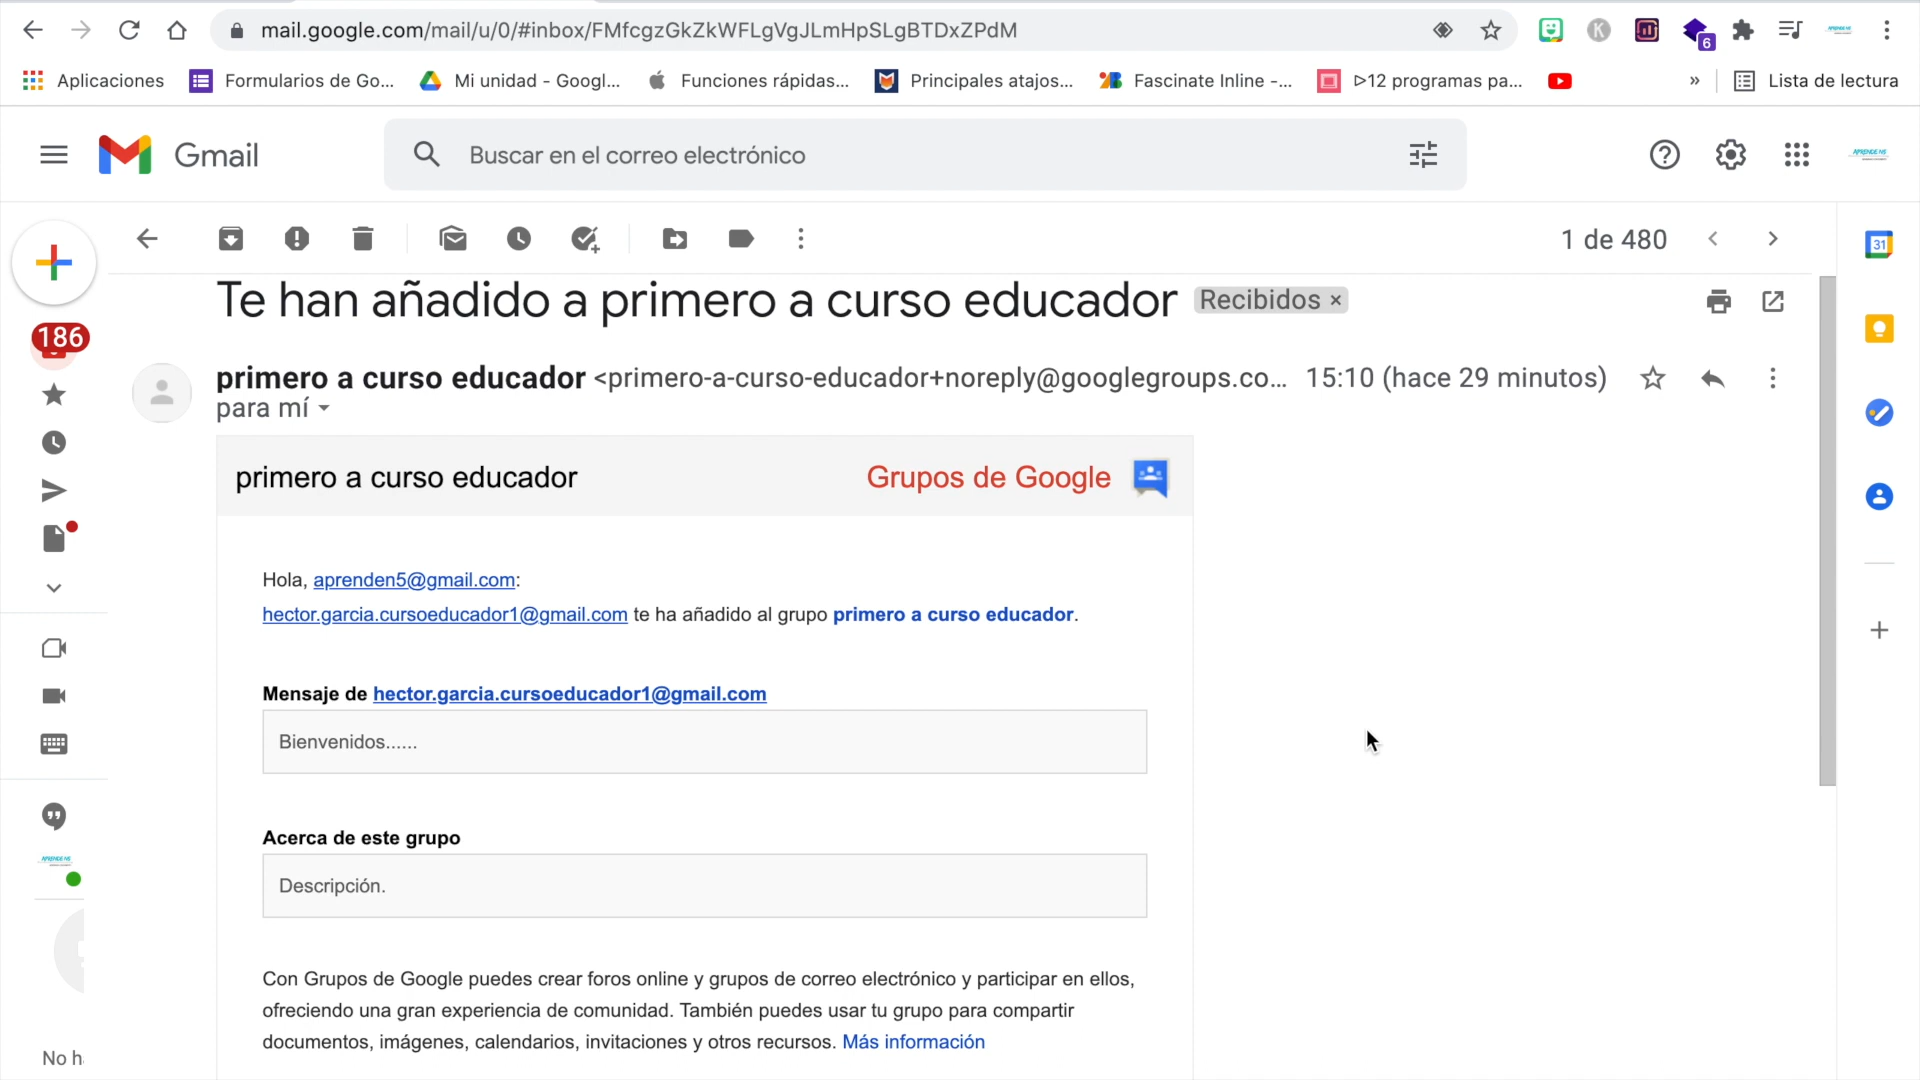 mail.google.com/mail/u/0/#inbox/FMfcgzGkZkWFLgVgJLmHpSLgBTDxZPdM
6
Aplicaciones
Formularios de Go...
Mi unidad - Googl...
Funciones rápidas...
Principales atajos...
Fascinate Inline -...
⊳12 programas pa...
»
Lista de lectura
Gmail
Buscar en el correo electrónico
APRENDE N5
1 de 480
31
Te han añadido a primero a curso educador
Recibidos ×
186
primero a curso educador <primero-a-curso-educador+noreply@googlegroups.co... 15:10 (hace 29 minutos)
para mí
primero a curso educador
Grupos de Google
Hola, aprenden5@gmail.com:
hector.garcia.cursoeducador1@gmail.com te ha añadido al grupo primero a curso educador.
Mensaje de hector.garcia.cursoeducador1@gmail.com
Bienvenidos......
Acerca de este grupo
Descripción.
APRENDE N5
Con Grupos de Google puedes crear foros online y grupos de correo electrónico y participar en ellos,
ofreciendo una gran experiencia de comunidad. También puedes usar tu grupo para compartir
documentos, imágenes, calendarios, invitaciones y otros recursos. Más información
No h